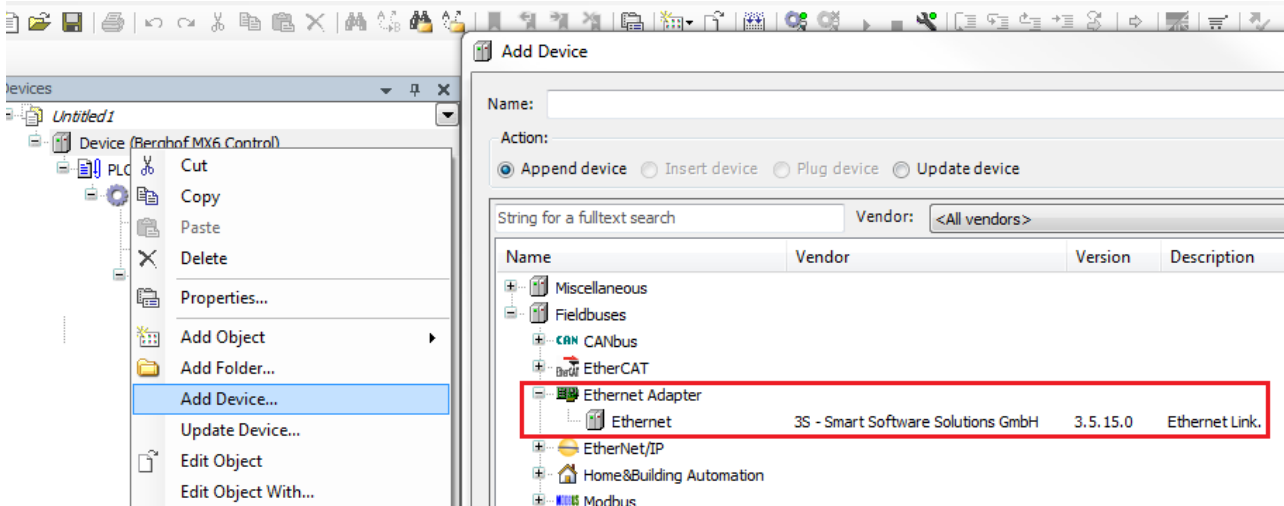 Add Device
Devices
Untitled1
Device (Berghof MX6 Control)
PLC
Cut
Copy
Paste
Delete
Properties...
Add Object
Add Folder...
Add Device...
Update Device...
Edit Object
Edit Object With...
Name:
Action:
Append device Insert device Plug device Update device
String for a fulltext search Vendor: <All vendors>
Name Vendor Version Description
Miscellaneous
Fieldbuses
CAN CANbus
EtherCAT
Ethernet Adapter
Ethernet 3S - Smart Software Solutions GmbH 3.5.15.0 Ethernet Link.
EtherNet/IP
Home&Building Automation
Modbus